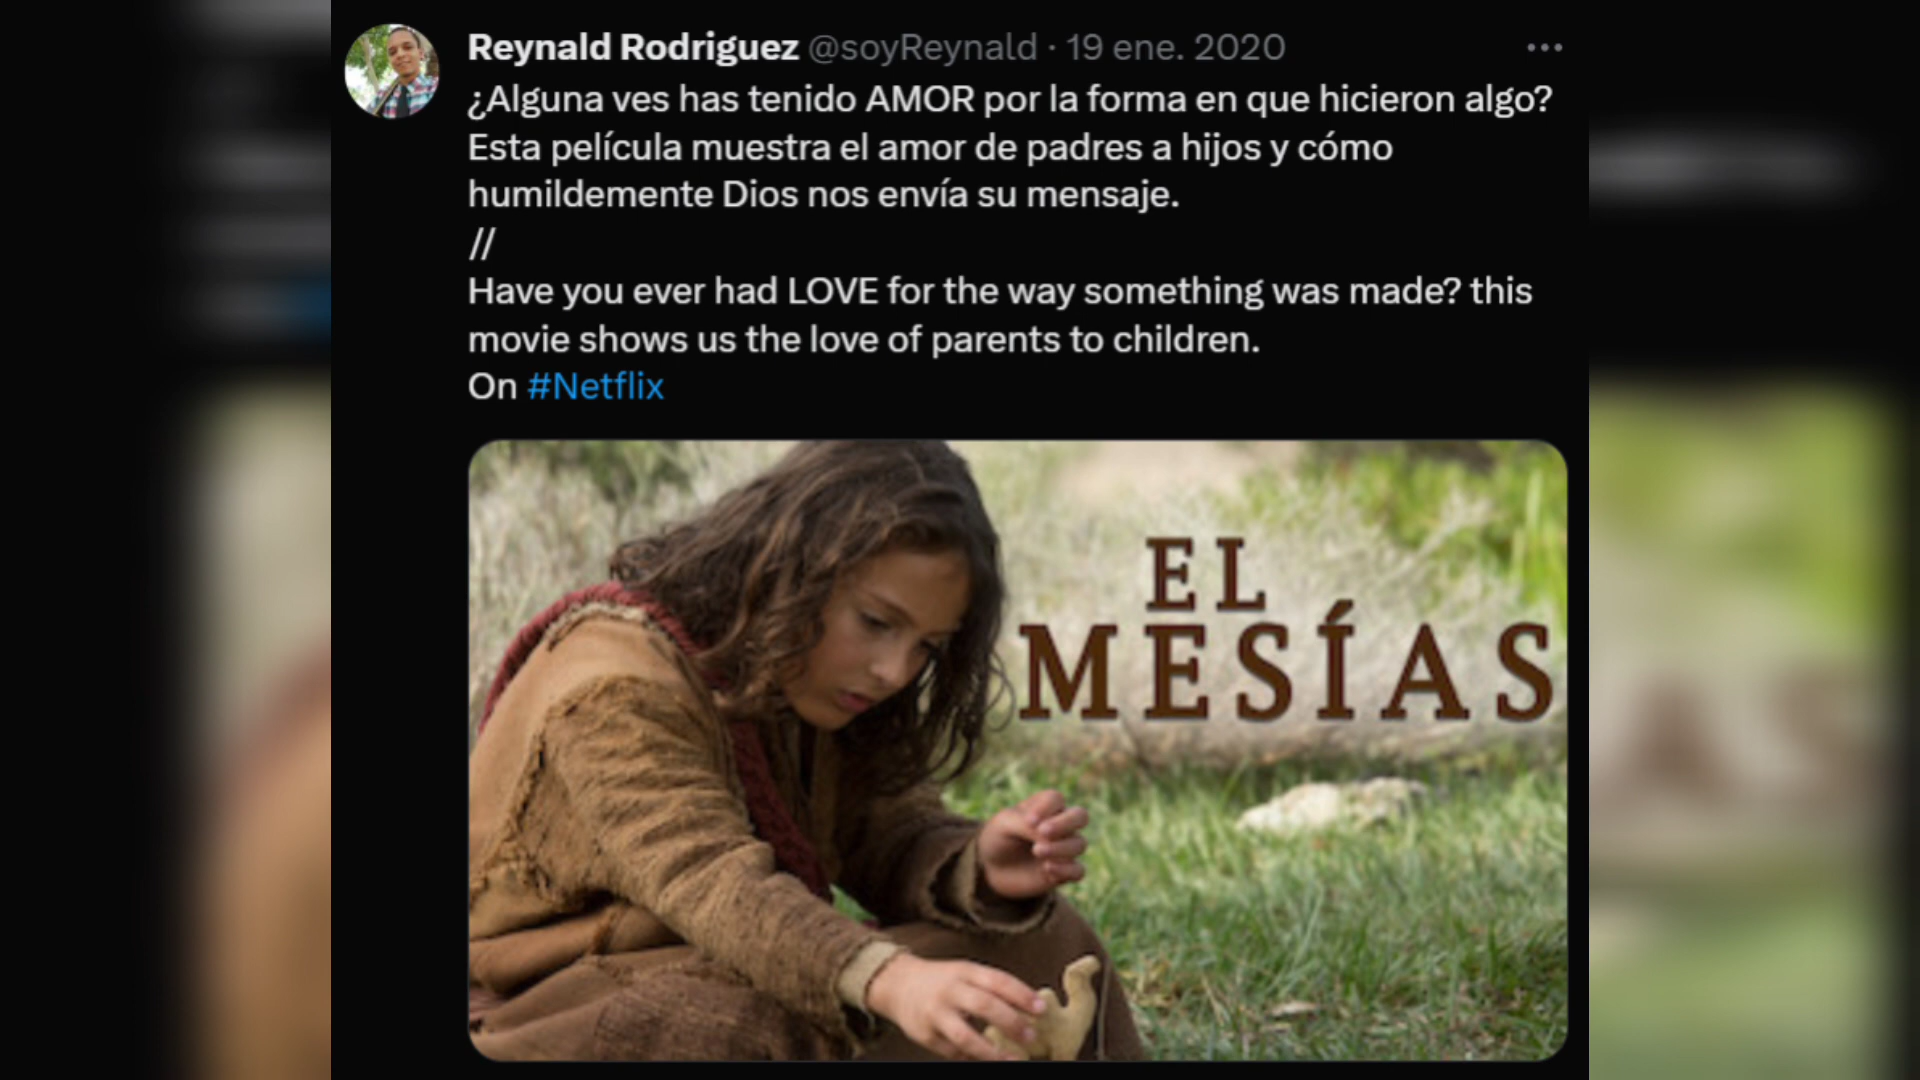 Reynald Rodriguez @soyReynald · 19 ene. 2020
¿Alguna ves has tenido AMOR por la forma en que hicieron algo?
Esta película muestra el amor de padres a hijos y cómo
humildemente Dios nos envía su mensaje.
//
Have you ever had LOVE for the way something was made? this
movie shows us the love of parents to children.
On #Netflix
EL
MESÍAS